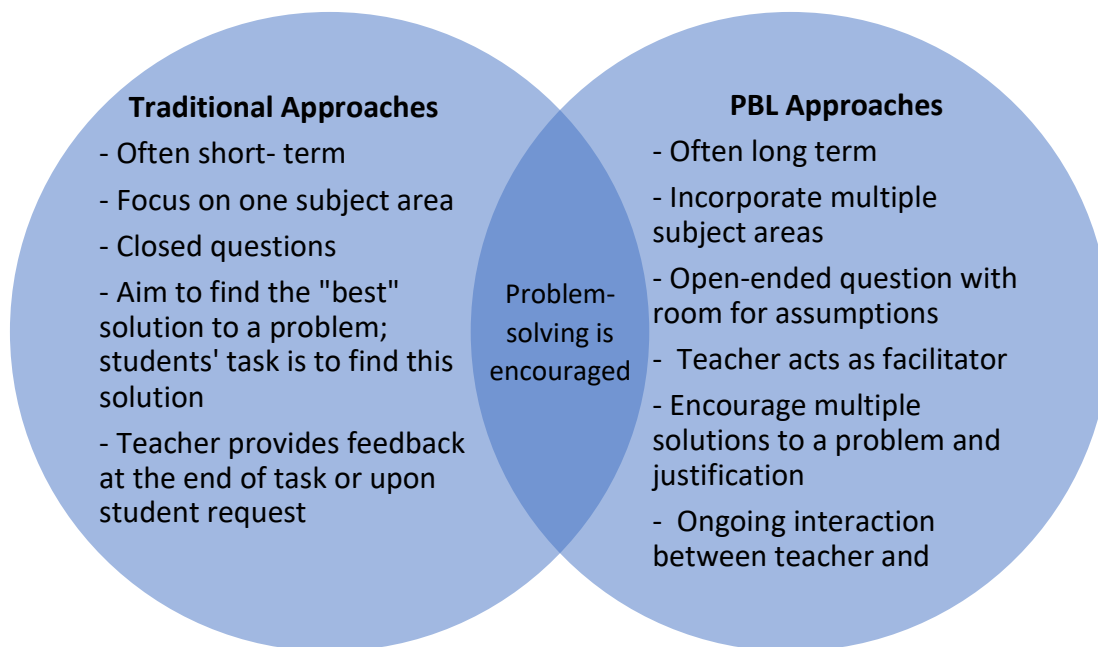 Traditional Approaches
- Often short- term
- Focus on one subject area
- Closed questions
- Aim to find the "best"
solution to a problem;
students' task is to find this
solution
- Teacher provides feedback
at the end of task or upon
student request
Problem-
solving is
encouraged
PBL Approaches
- Often long term
- Incorporate multiple
subject areas
- Open-ended question with
room for assumptions
- Teacher acts as facilitator
- Encourage multiple
solutions to a problem and
justification
- Ongoing interaction
between teacher and